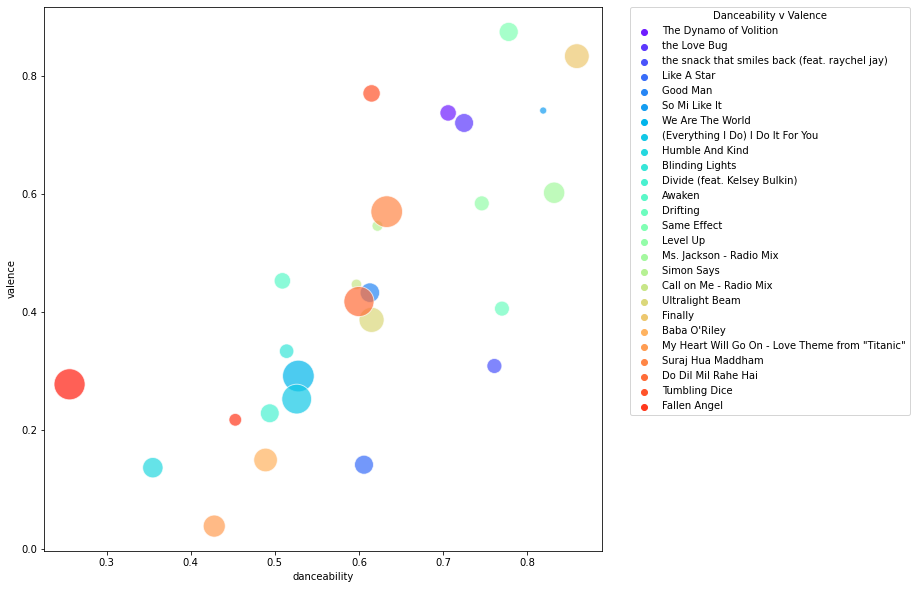 Danceability v Valence
The Dynamo of Volition
the Love Bug
the snack that smiles back (feat. raychel jay)
Like A Star
Good Man
So Mi Like It
We Are The World
(Everything I Do) I Do It For You
Humble And Kind
Blinding Lights
Divide (feat. Kelsey Bulkin)
Awaken
Drifting
Same Effect
Level Up
Ms. Jackson - Radio Mix
Simon Says
Call on Me - Radio Mix
Ultralight Beam
Finally
Baba O'Riley
My Heart Will Go On - Love Theme from "Titanic"
Suraj Hua Maddham
Do Dil Mil Rahe Hai
Tumbling Dice
Fallen Angel
valence
0.8
0.6
0.4
0.2
0.0
0.3 0.4 0.5 0.6 0.7 0.8
danceability